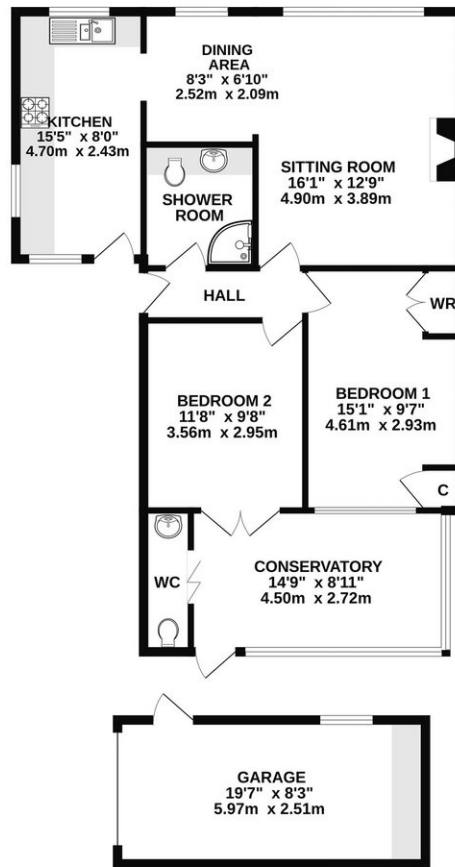 DINING
AREA
8'3" x 6'10"
2.52m x 2.09m
KITCHEN
15'5" x 8'0"
4.70m x 2.43m
SITTING ROOM
16'1" x 12'9"
4.90m x 3.89m
SHOWER
ROOM
HALL
WR
BEDROOM 2
11'8" x 9'8"
3.56m x 2.95m
BEDROOM 1
15'1" x 9'7"
4.61m x 2.93m
C
WC
CONSERVATORY
14'9" x 8'11"
4.50m x 2.72m
GARAGE
19'7" x 8'3"
5.97m x 2.51m